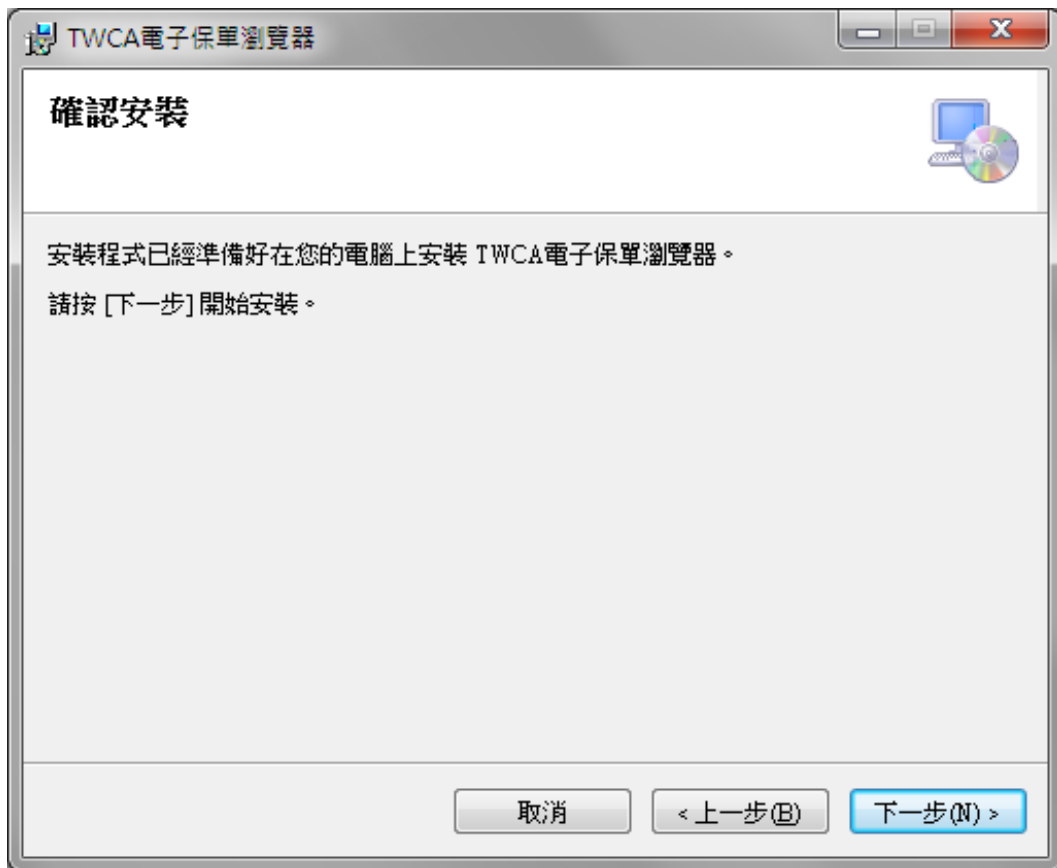 TWCA電子保單瀏覽器
確認安裝
安裝程式已經準備好在您的電腦上安裝 TWCA電子保單瀏覽器。
請按 [下一步] 開始安裝。
取消 < 上一步(B) 下一步(N) >